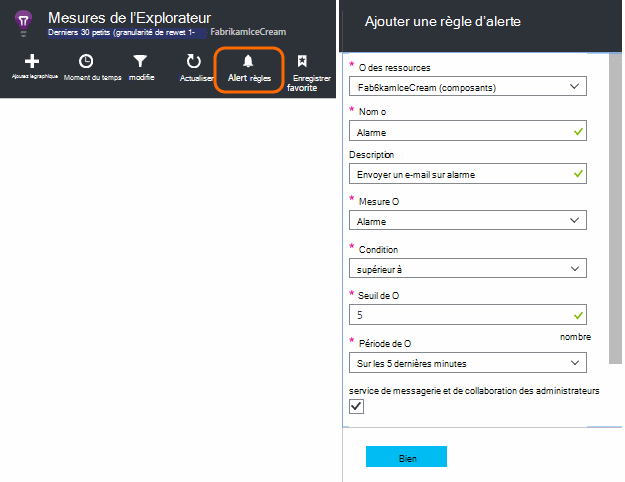 Mesures de l'Explorateur
Derniers 30 petits (granularité de rewet 1- FabrikamIceCream
Ajoutez le graphique
Moment du temps
modifie
Actualiser
Alert règles
Enregistrer
favorite
Ajouter une règle d'alerte
* O des ressources
Fab6kamIceCream (composants)
* Nom o
Alarme
Description
Envoyer un e-mail sur alarme
* Mesure O
Alarme
* Condition
supérieur à
* Seuil de O
5
nombre
* Période de O
Sur les 5 dernières minutes
service de messagerie et de collaboration des administrateurs
Bien